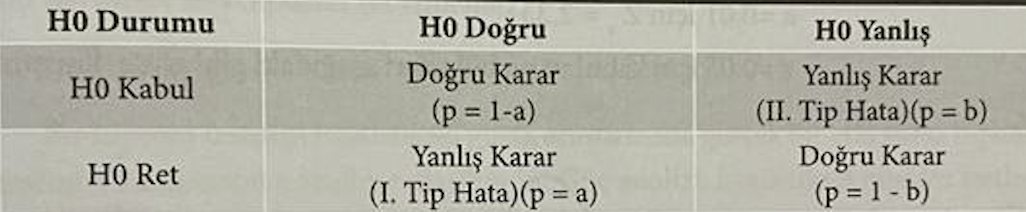 H0 Durumu H0 Doğru H0 Yanlış
H0 Kabul Doğru Karar Yanlış Karar
(p = 1-a) (II. Tip Hata)(p = b)
H0 Ret Yanlış Karar Doğru Karar
(I. Tip Hata)(p = a) (p = 1 - b)